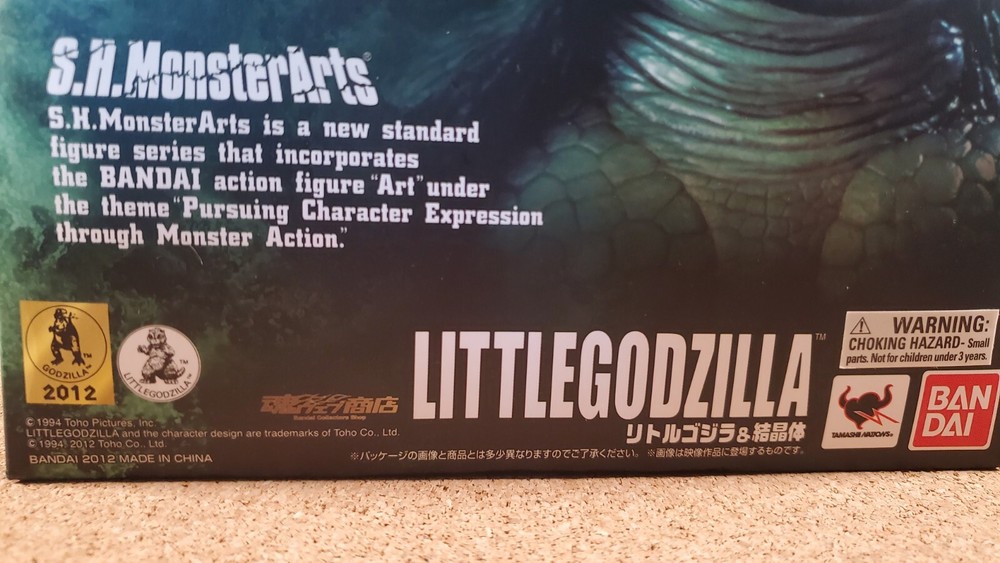 S.H.MonsterArts
S.H.MonsterArts is a new standard
figure series that incorporates
the BANDAI action figure “Art” under
the theme “Pursuing Character Expression
through Monster Action.”
GODZILLA™
2012
LITTLEGODZILLA™
魂ウェブ商店
LITTLEGODZILLA™
リトルゴジラ&結晶体
WARNING:
CHOKING HAZARD- Small
parts. Not for children under 3 years.
TAMASHII NATIONS®
BAN
DAI
© 1994 Toho Pictures, Inc.
LITTLEGODZILLA and the character design are trademarks of Toho Co., Ltd.
© 1994, 2012 Toho Co., Ltd.
BANDAI 2012 MADE IN CHINA
※パッケージの画像と商品とは多少異なりますのでご了承ください。 ※画像は映像作品に登場するものです。